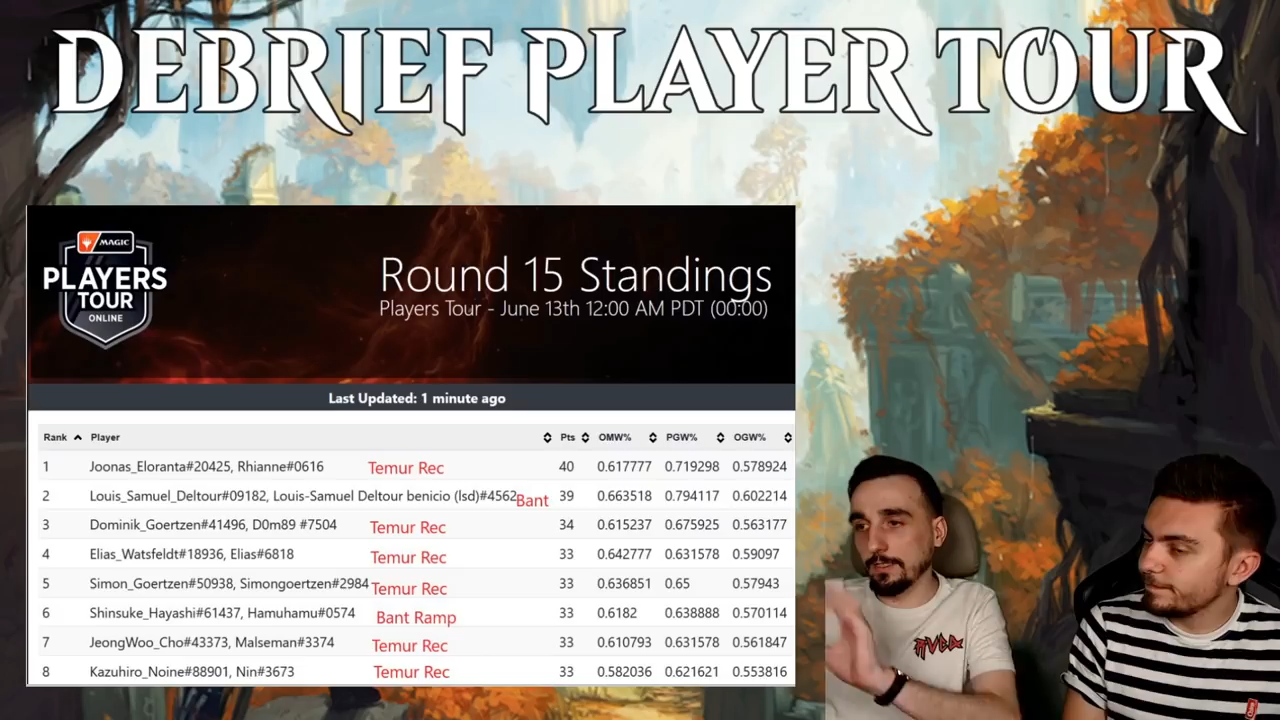 DEBRIEF PLAYER TOUR
MAGIC
PLAYERS
TOUR
ONLINE
Round 15 Standings
Players Tour - June 13th 12:00 AM PDT (00:00)
Last Updated: 1 minute ago
Rank Player Pts OMW% PGW% OGW%
1 Joonas_Eloranta#20425, Rhianne#0616 Temur Rec 40 0.617777 0.719298 0.578924
2 Louis_Samuel_Deltour#09182, Louis-Samuel Deltour benicio (lsd)#4562 Bant 39 0.663518 0.794117 0.602214
3 Dominik_Goertzen#41496, D0m89 #7504 Temur Rec 34 0.615237 0.675925 0.563177
4 Elias_Watsfeldt#18936, Elias#6818 Temur Rec 33 0.642777 0.631578 0.59097
5 Simon_Goertzen#50938, Simongoertzen#2984 Temur Rec 33 0.636851 0.65 0.57943
6 Shinsuke_Hayashi#61437, Hamuhamu#0574 Bant Ramp 33 0.6182 0.638888 0.570114
7 JeongWoo_Cho#43373, Malseman#3374 Temur Rec 33 0.610793 0.631578 0.561847
8 Kazuhiro_Noine#88901, Nin#3673 Temur Rec 33 0.582036 0.621621 0.553816
RVCA